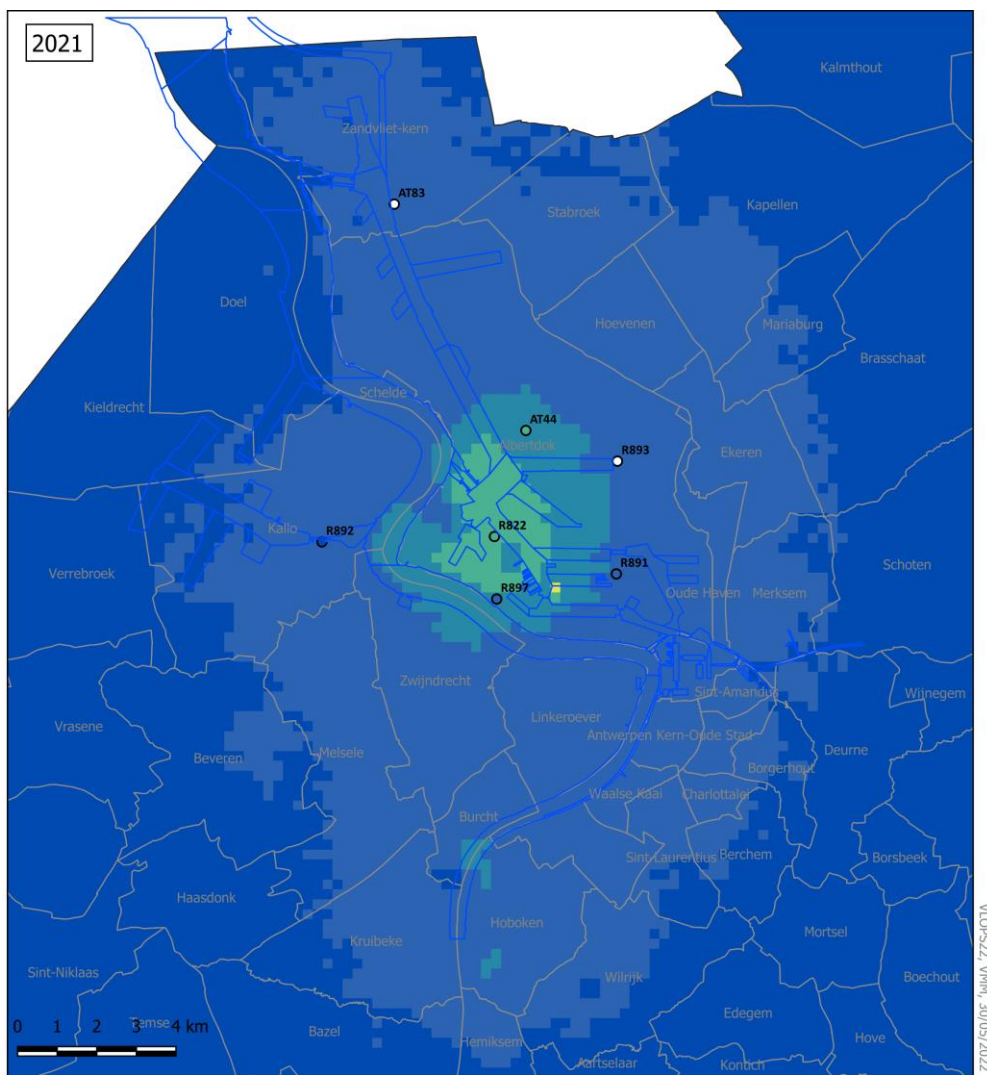 2021
Kalmthout
Zandvliet-kern
AT83
Stabroek
Kapellen
Doel
Hoevenen
Mariaburg
Brasschaat
Schelde
Kieldrecht
AT44
Albertdok
R893
Ekeren
R822
Kallo
R892
Verrebroek
R891
Schoten
R897
Oude Haven
Merksem
Zwijndrecht
Sint-Amandus
Wijnegem
Vrasene
Linkeroever
Antwerpen Kern-Oude Stad
Beveren
Melsele
Deurne
Borgerhout
Waalse Kaai
Charlottalei
Burcht
Sint-Laurentius
Berchem
Borsbeek
Haasdonk
Hoboken
Mortsel
Kruibeke
Sint-Niklaas
Wilrijk
Boechout
Temse
Bazel
Edegem
Hemiksem
Hove
Aartselaar
Kontich
0 1 2 3 4 km
VLOPS22, VMM, 30/05/2022